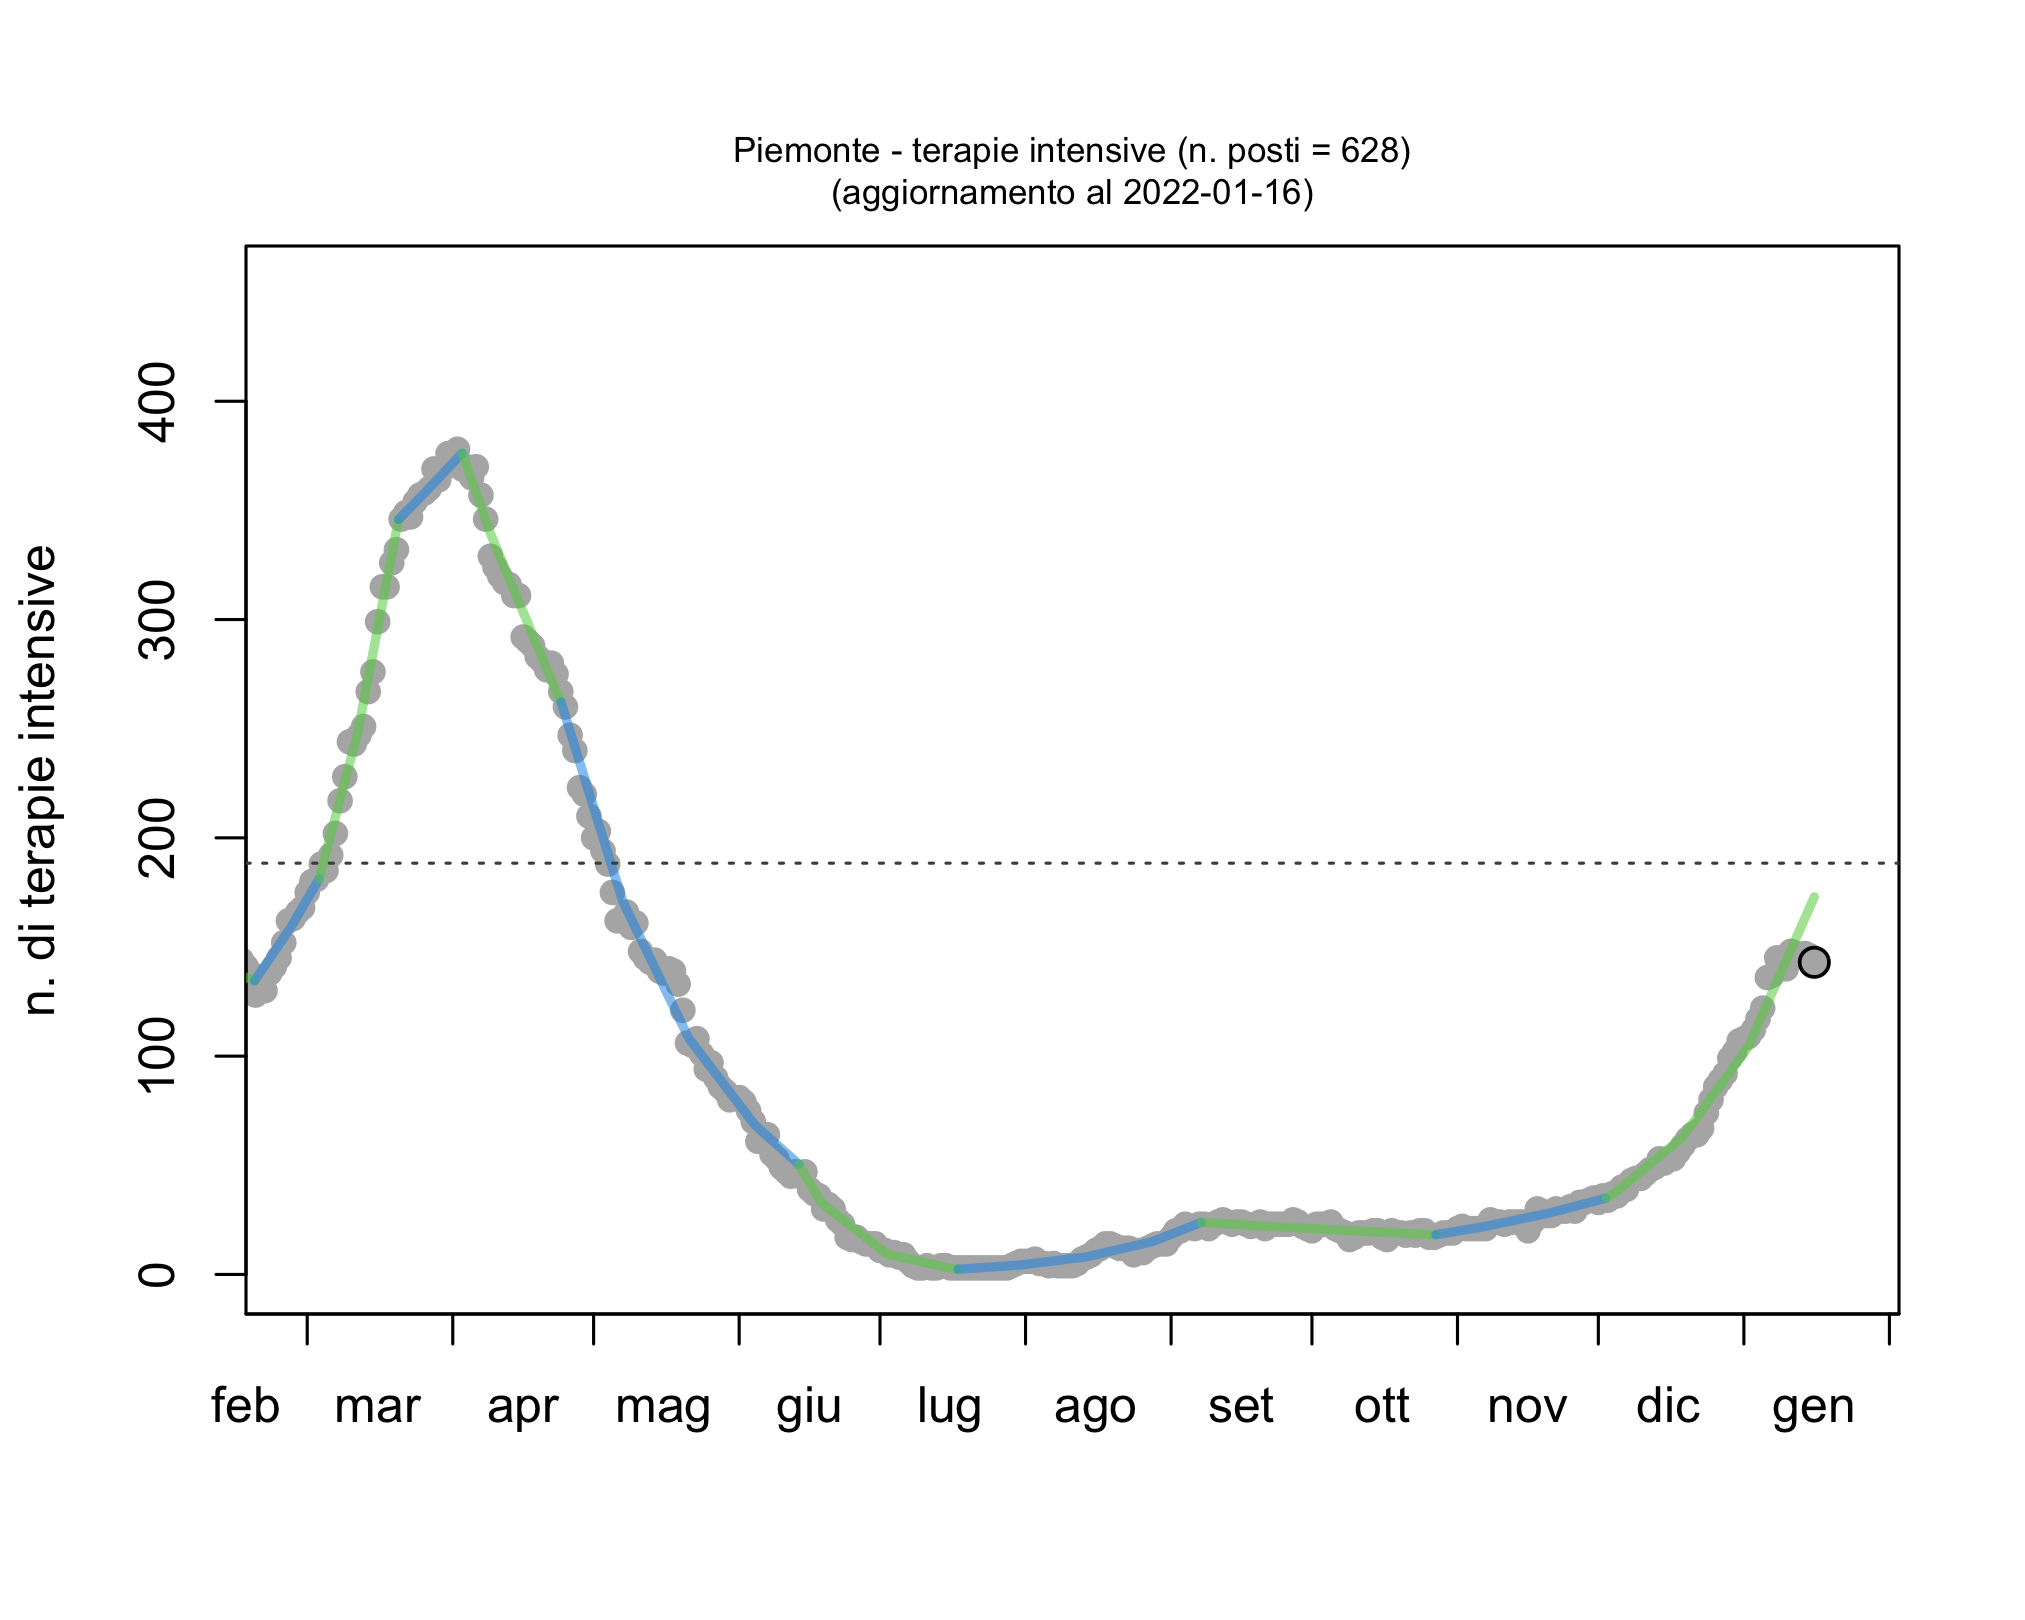 Piemonte - terapie intensive (n. posti = 628)
(aggiornamento al 2022-01-16)
n. di terapie intensive
400
300
200
100
0
feb mar apr mag giu lug ago set ott nov dic gen